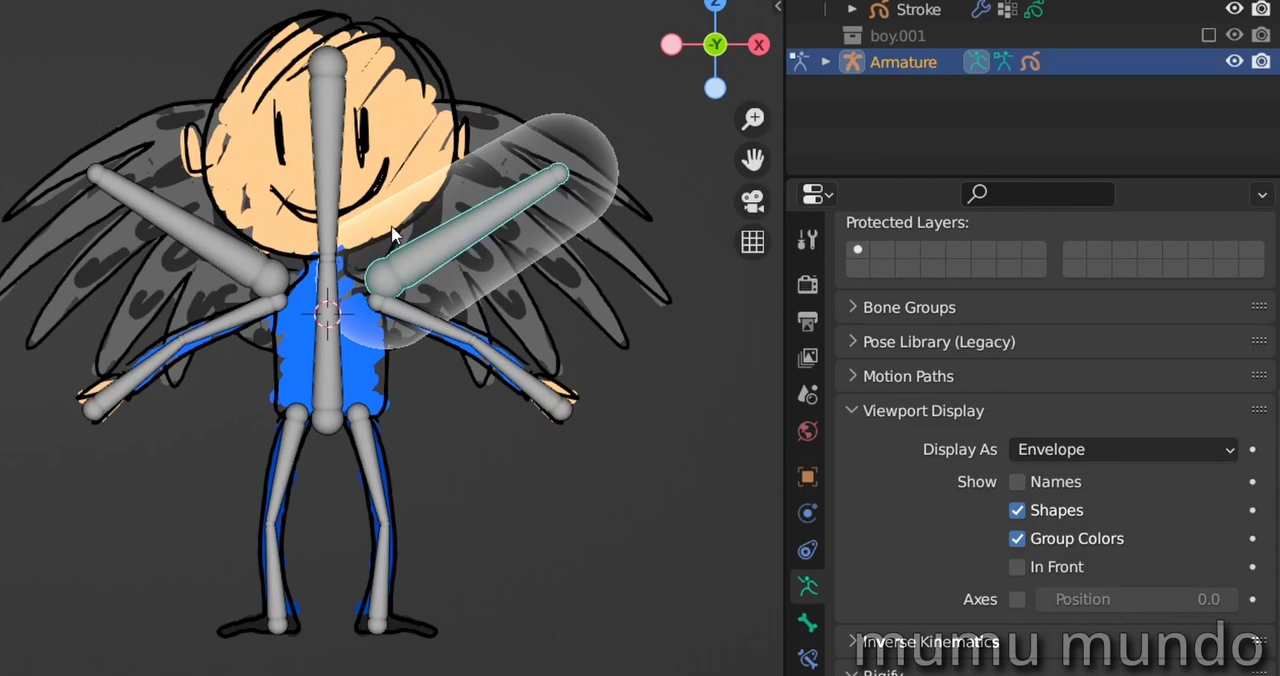 Stroke
boy.001
Armature
Z
-Y
X
Protected Layers:
Bone Groups
Pose Library (Legacy)
Motion Paths
Viewport Display
Display As Envelope
Show Names
Shapes
Group Colors
In Front
Axes Position 0.0
Inverse Kinematics
mumu mundo
Rigify